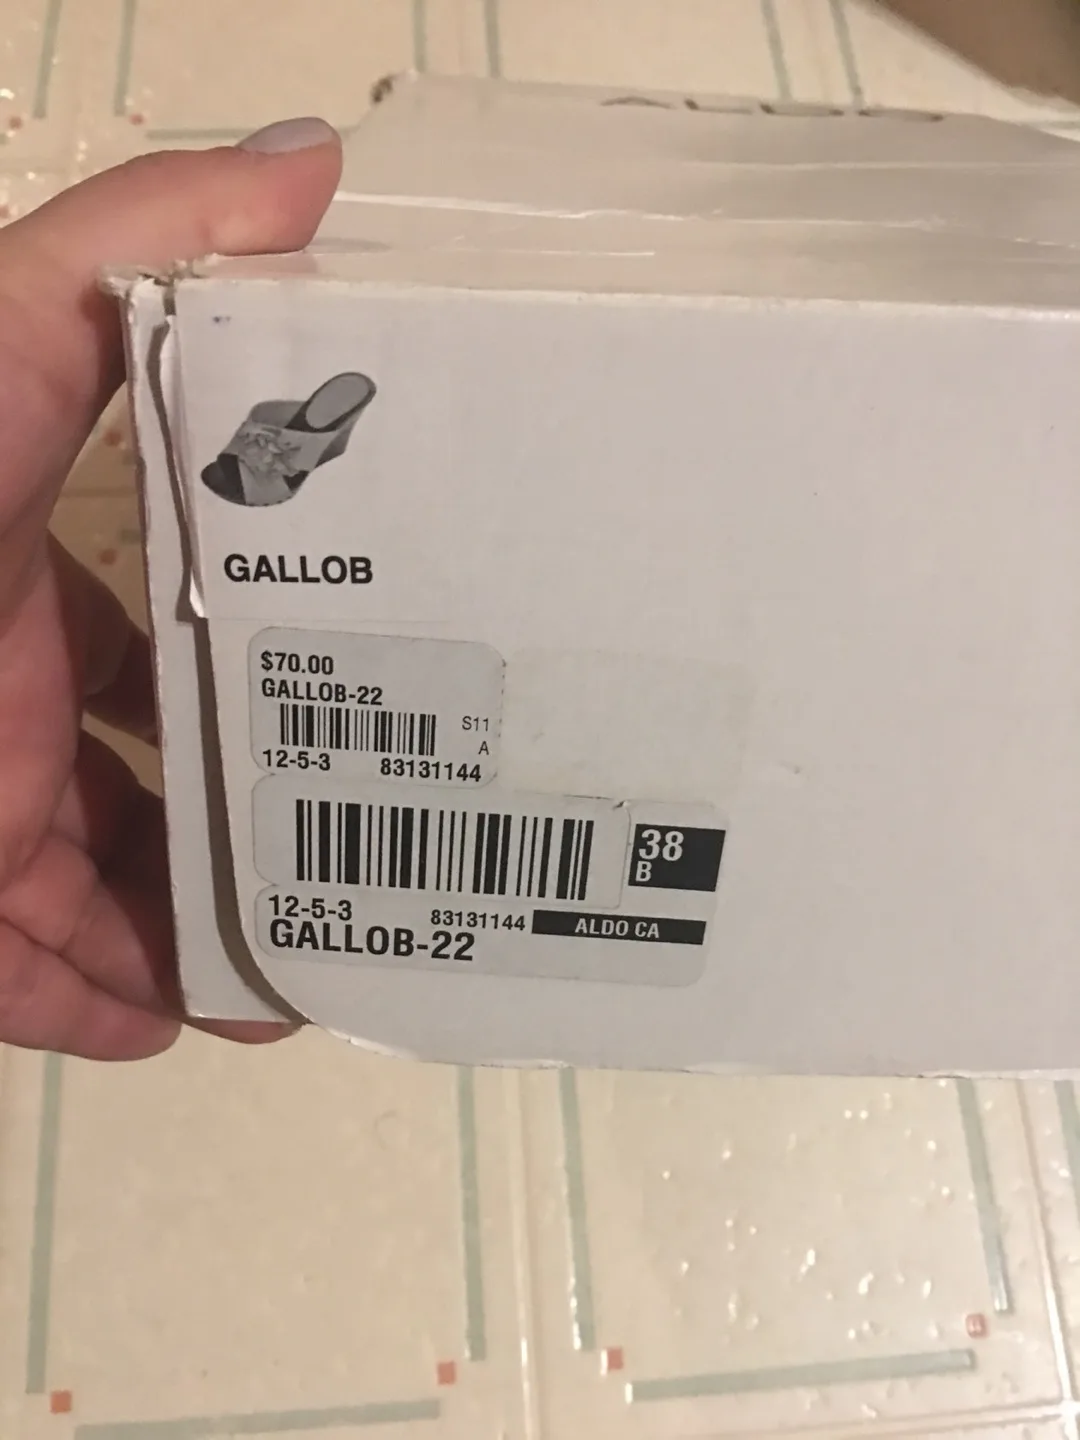 ALDO
GALLOB
$70.00
GALLOB-22
S11
A
12-5-3 83131144
38
B
12-5-3 83131144 ALDO CA
GALLOB-22